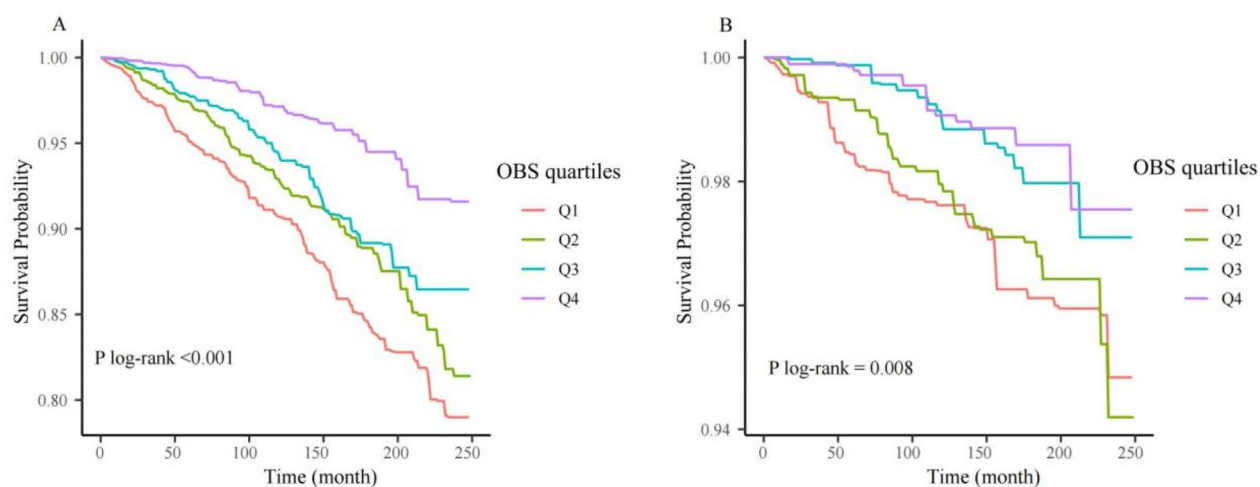 A
Survival Probability
1.00
0.95
0.90
0.85
0.80
P log-rank <0.001
0 50 100 150 200 250
Time (month)
OBS quartiles
Q1
Q2
Q3
Q4
B
Survival Probability
1.00
0.98
0.96
0.94
P log-rank = 0.008
0 50 100 150 200 250
Time (month)
OBS quartiles
Q1
Q2
Q3
Q4